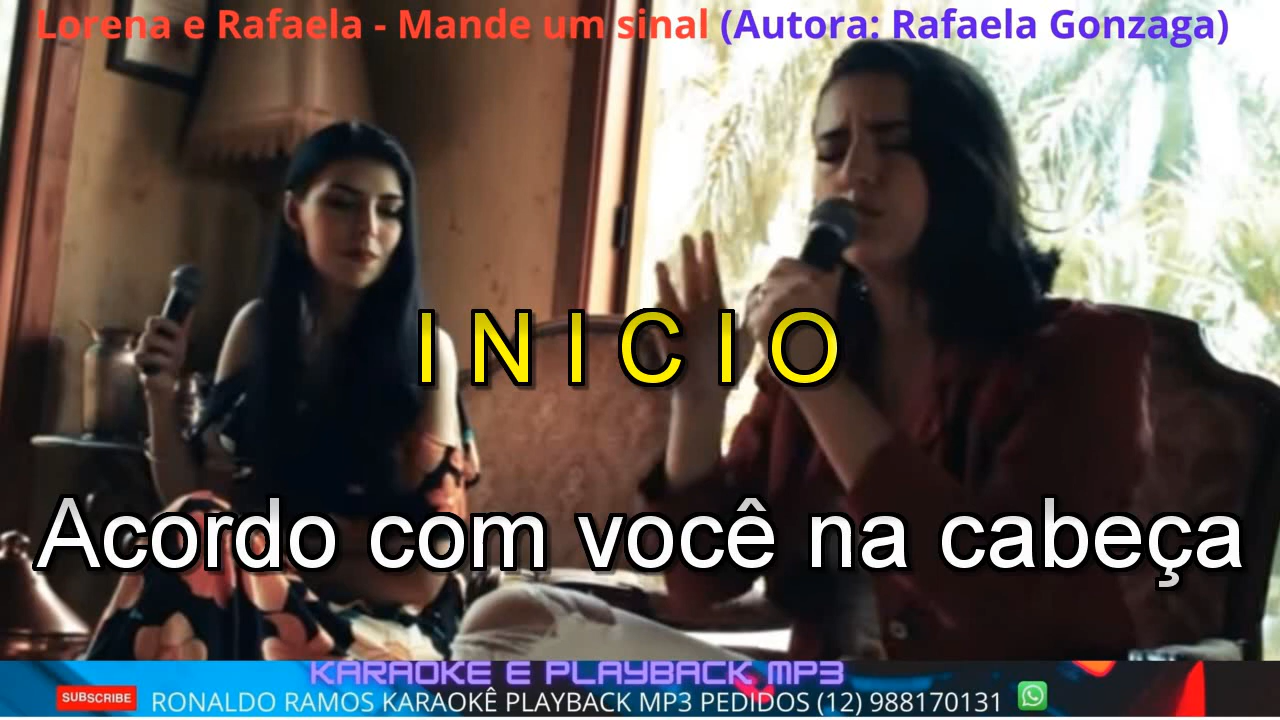 Lorena e Rafaela - Mande um sinal (Autora: Rafaela Gonzaga)
I N I C I O
Acordo com você na cabeça
KARAOKE E PLAYBACK MP3
SUBSCRIBE RONALDO RAMOS KARAOKÊ PLAYBACK MP3 PEDIDOS (12) 988170131